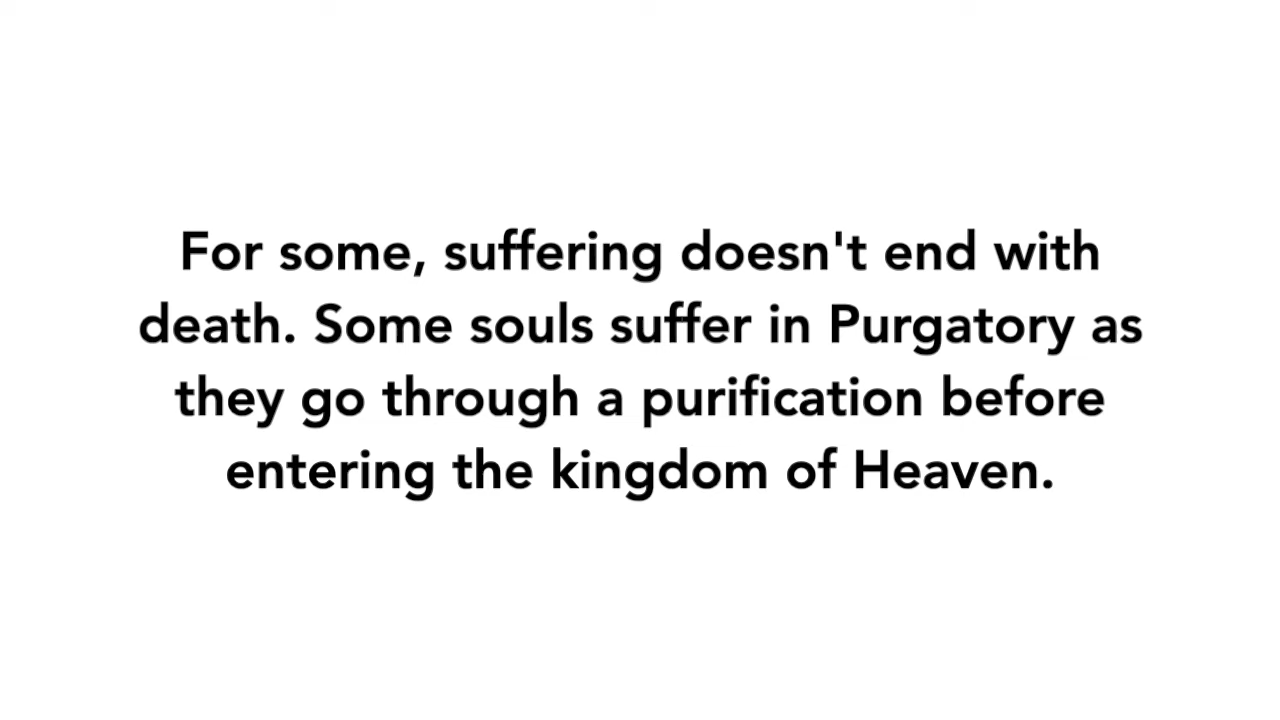 For some, suffering doesn't end with
death. Some souls suffer in Purgatory as
they go through a purification before
entering the kingdom of Heaven.